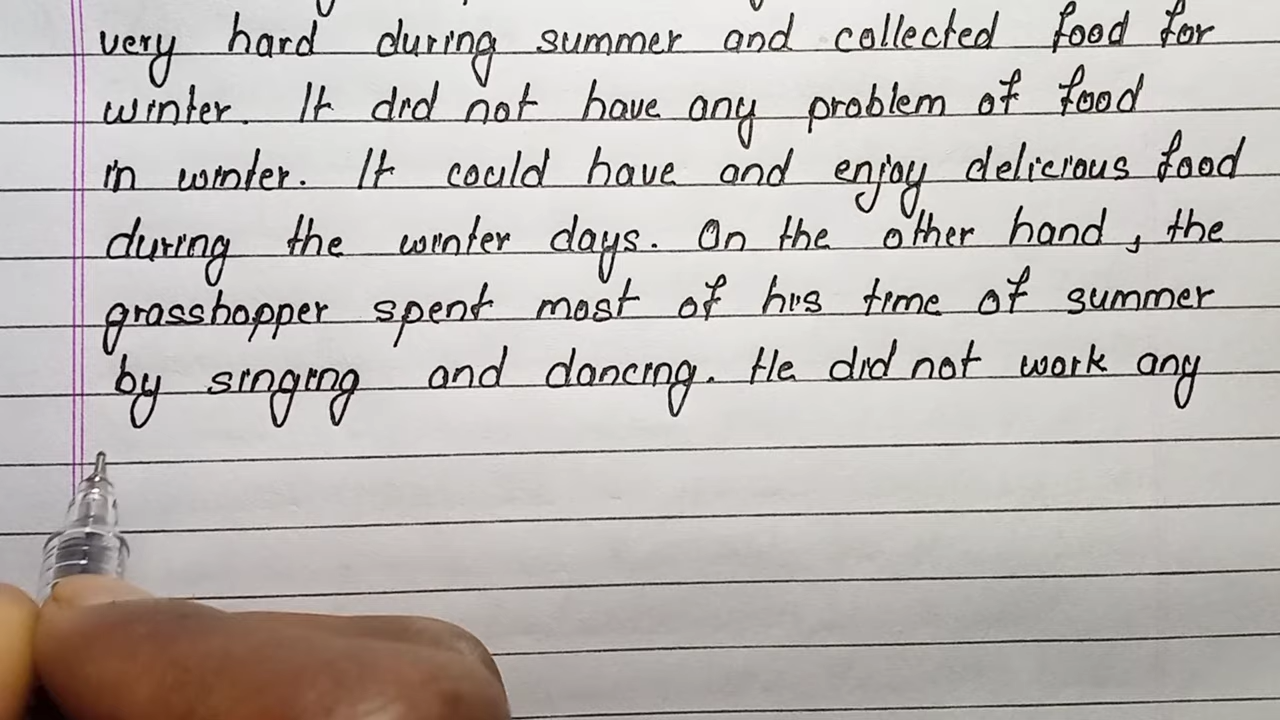 very hard during summer and collected food for
winter. It did not have any problem of food
in winter. It could have and enjoy delicious food
during the winter days. On the other hand, the
grasshopper spent most of his time of summer
by singing and dancing. He did not work any